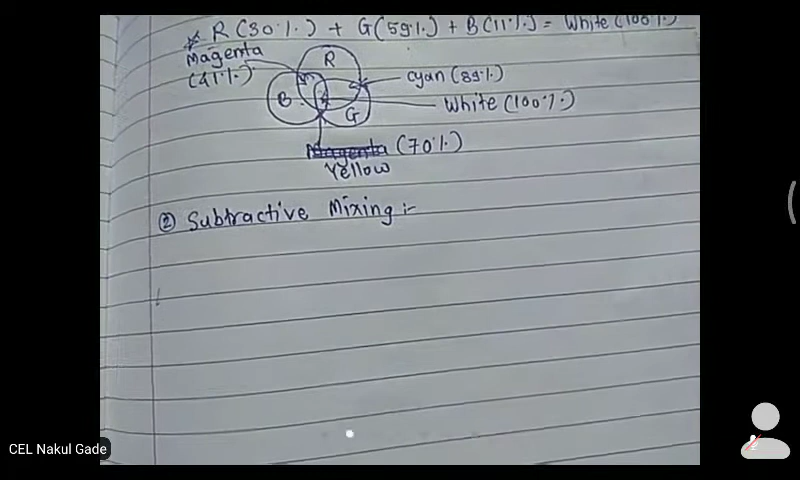 * R(30%) + G(59%) + B(11%) = White (100%)
Magenta
(41%)
R
B
G
cyan (89%)
White (100%)
Magenta (70%)
Yellow
② Subtractive Mixing :-
CEL Nakul Gade